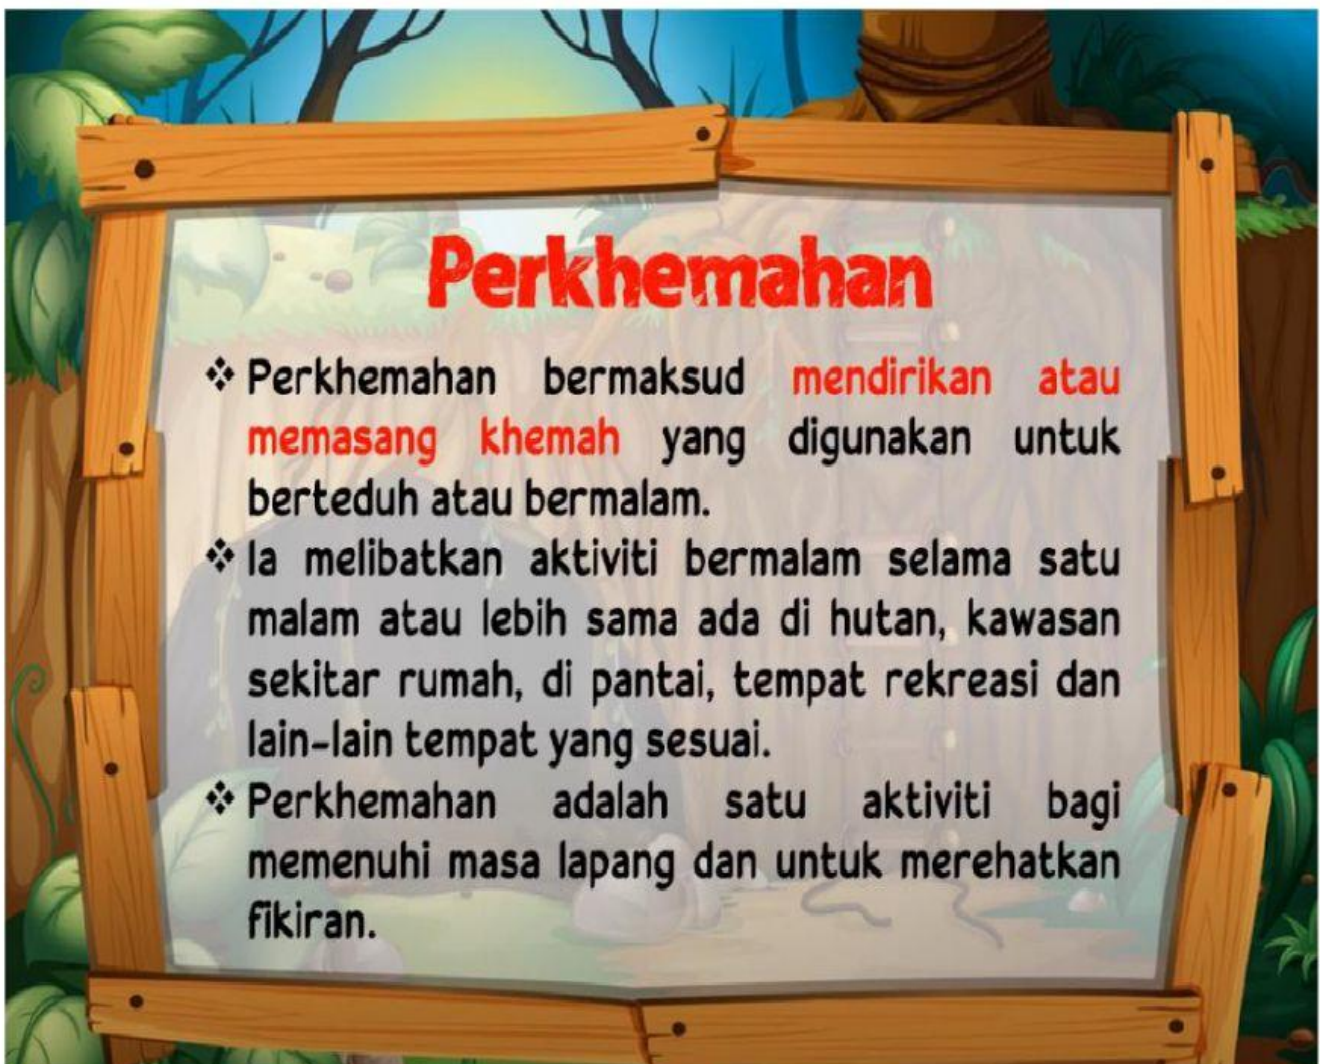 Perkhemahan
❖ Perkhemahan bermaksud mendirikan atau
memasang khemah yang digunakan untuk
berteduh atau bermalam.
❖ Ia melibatkan aktiviti bermalam selama satu
malam atau lebih sama ada di hutan, kawasan
sekitar rumah, di pantai, tempat rekreasi dan
lain-lain tempat yang sesuai.
❖ Perkhemahan adalah satu aktiviti bagi
memenuhi masa lapang dan untuk merehatkan
fikiran.